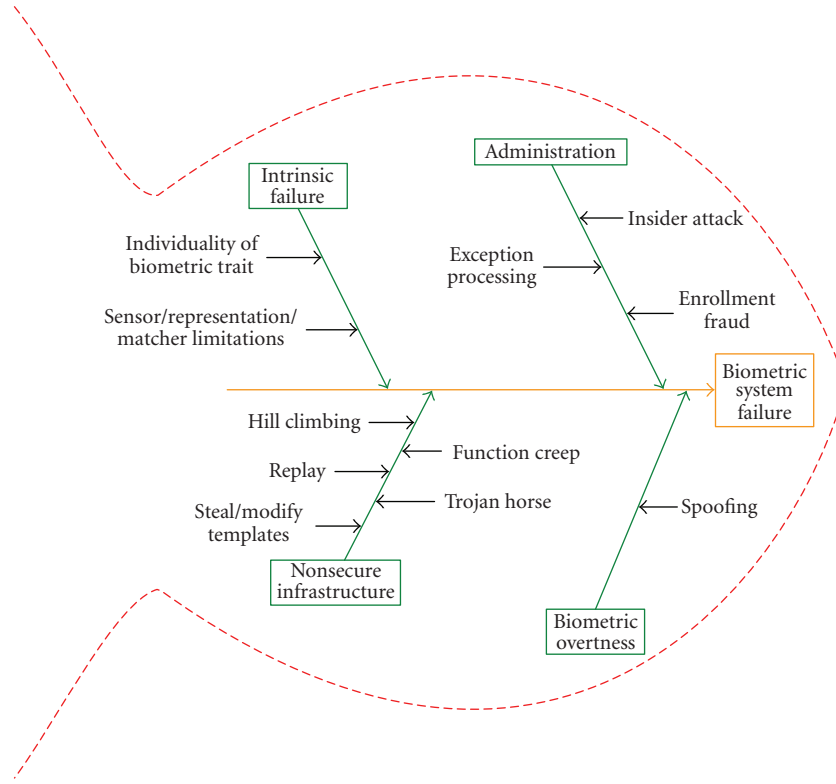 Administration
Intrinsic
failure
Insider attack
Individuality of
biometric trait
Exception
processing
Enrollment
fraud
Sensor/representation/
matcher limitations
Biometric
system
failure
Hill climbing
Function creep
Replay
Trojan horse
Steal/modify
templates
Spoofing
Nonsecure
infrastructure
Biometric
overtness